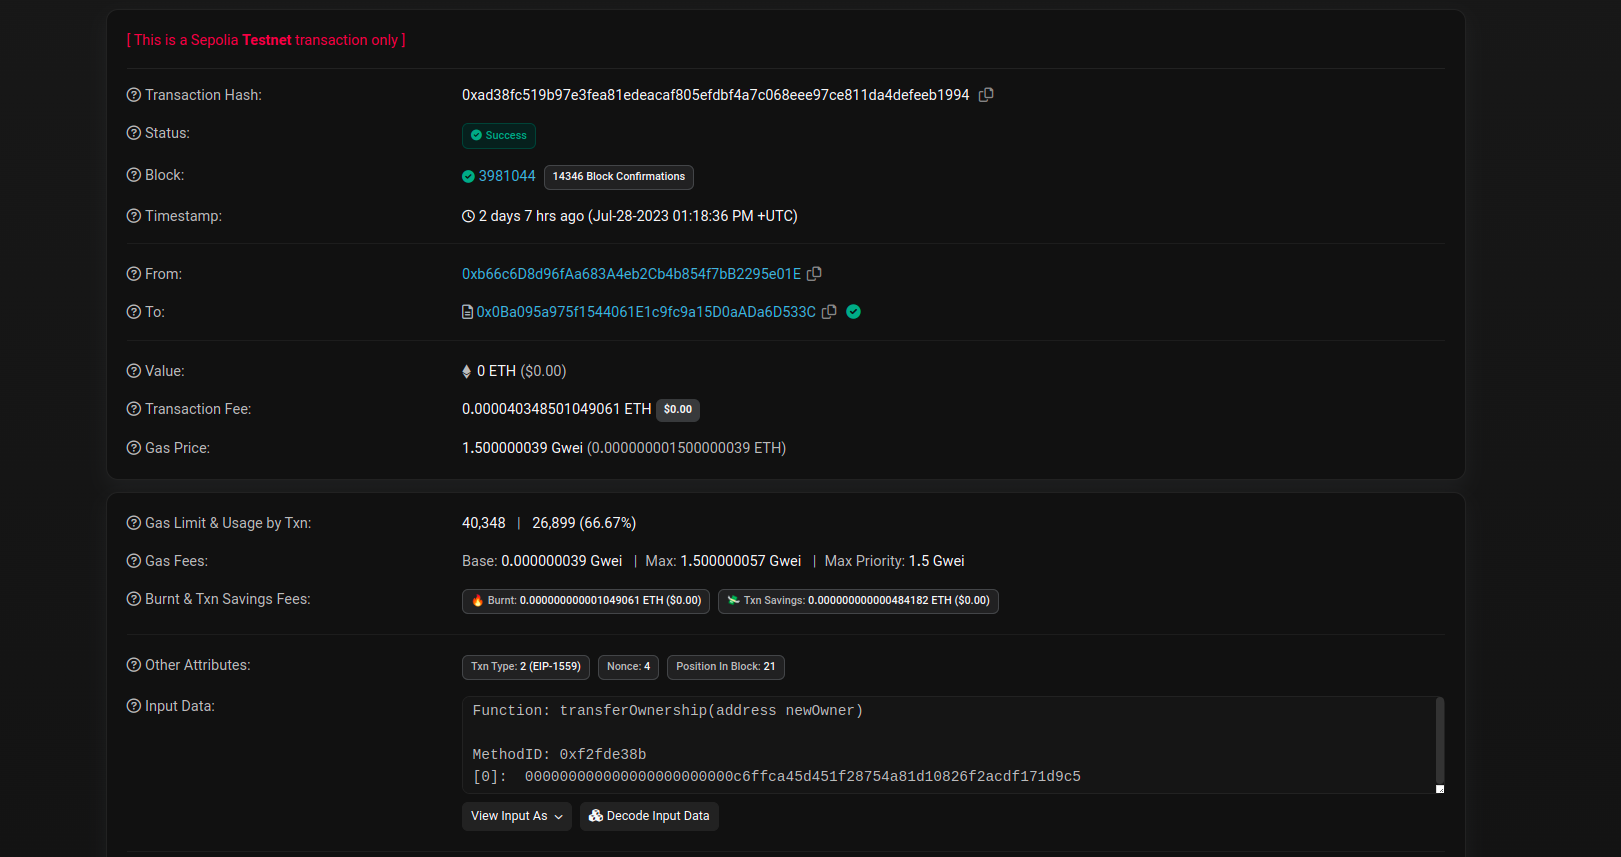 [ This is a Sepolia Testnet transaction only ]
Transaction Hash: 0xad38fc519b97e3fea81edeacaf805efdbf4a7c068eee97ce811da4defeeb1994
Status: Success
Block: 3981044 14346 Block Confirmations
Timestamp: 2 days 7 hrs ago (Jul-28-2023 01:18:36 PM +UTC)
From: 0xb66c6D8d96fAa683A4eb2Cb4b854f7bB2295e01E
To: 0x0Ba095a975f1544061E1c9fc9a15D0aADa6D533C
Value: 0 ETH ($0.00)
Transaction Fee: 0.000040348501049061 ETH $0.00
Gas Price: 1.500000039 Gwei (0.000000001500000039 ETH)
Gas Limit & Usage by Txn: 40,348 | 26,899 (66.67%)
Gas Fees: Base: 0.000000039 Gwei | Max: 1.500000057 Gwei | Max Priority: 1.5 Gwei
Burnt & Txn Savings Fees: Burnt: 0.000000000001049061 ETH ($0.00) Txn Savings: 0.000000000000484182 ETH ($0.00)
Other Attributes: Txn Type: 2 (EIP-1559) Nonce: 4 Position In Block: 21
Input Data: Function: transferOwnership(address newOwner)
MethodID: 0xf2fde38b
[0]: 000000000000000000000000c6ffca45d451f28754a81d10826f2acdf171d9c5
View Input As Decode Input Data